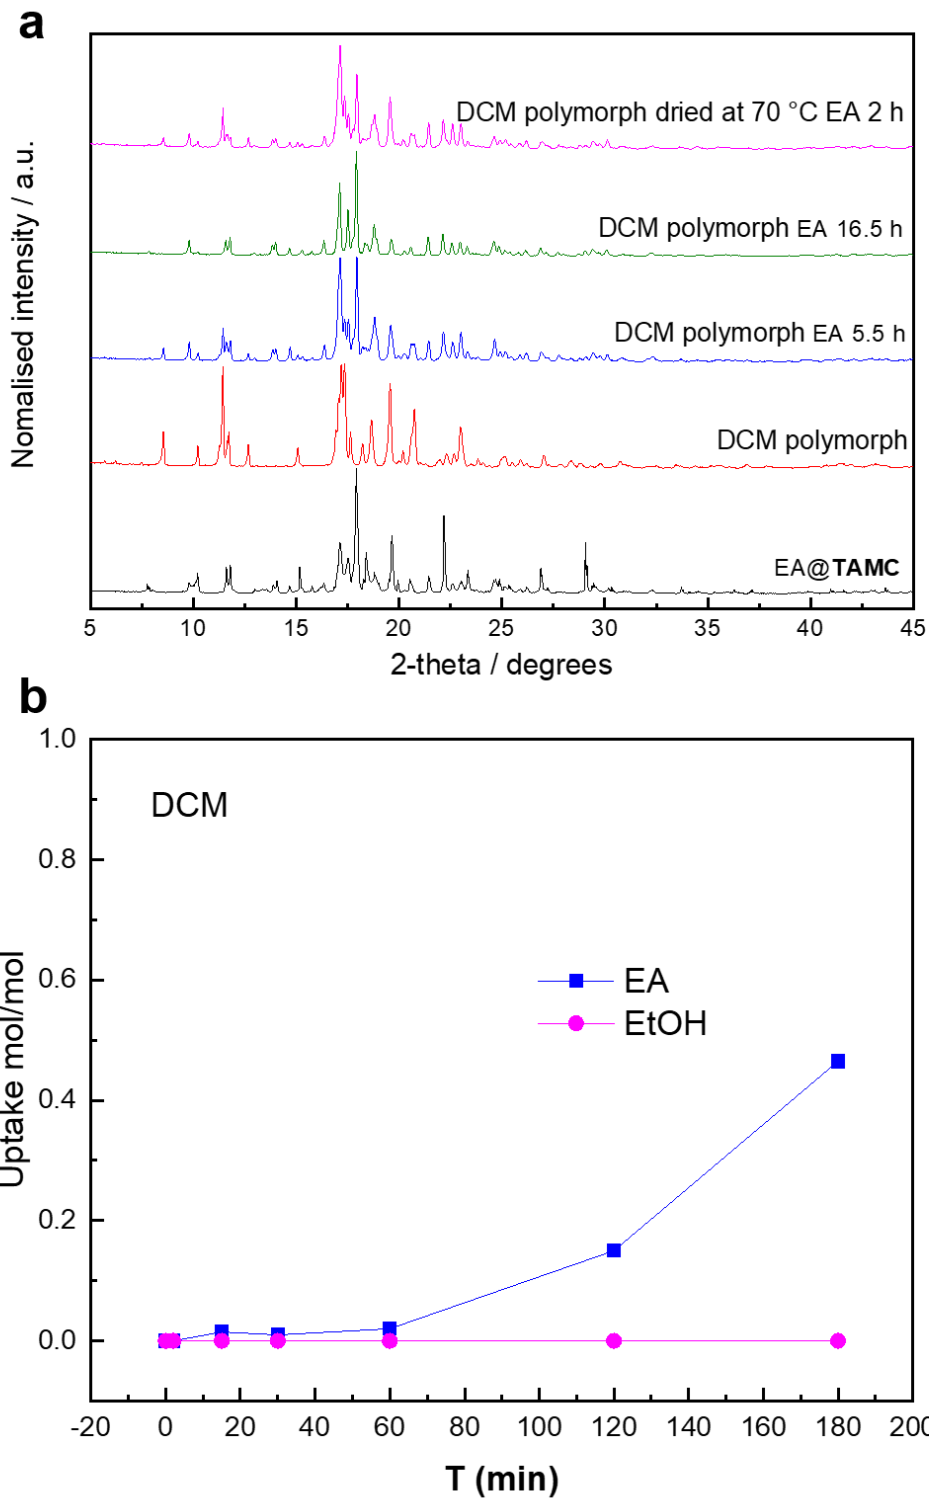 a
Nomalised intensity / a.u.
DCM polymorph dried at 70 °C EA 2 h
DCM polymorph EA 16.5 h
DCM polymorph EA 5.5 h
DCM polymorph
EA@TAMC
5 10 15 20 25 30 35 40 45
2-theta / degrees
b
Uptake mol/mol
1.0
DCM
0.8
0.6
EA
EtOH
0.4
0.2
0.0
-20 0 20 40 60 80 100 120 140 160 180 200
T (min)